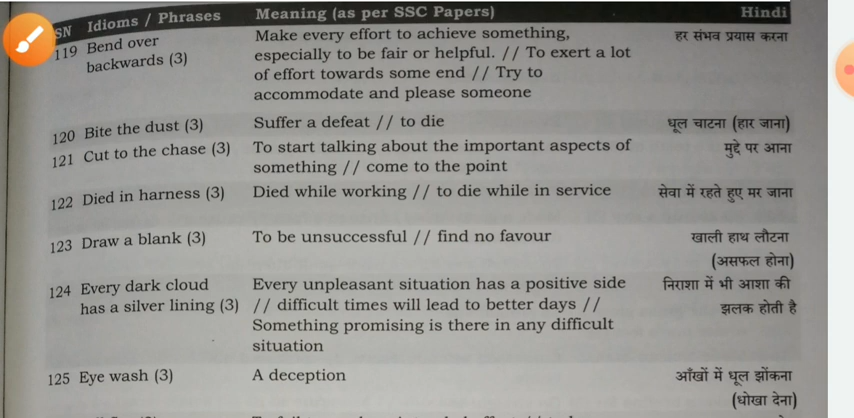 SN Idioms / Phrases Meaning (as per SSC Papers) Hindi
119 Bend over Make every effort to achieve something, हर संभव प्रयास करना
backwards (3) especially to be fair or helpful. // To exert a lot
of effort towards some end // Try to
accommodate and please someone
120 Bite the dust (3) Suffer a defeat // to die धूल चाटना (हार जाना)
121 Cut to the chase (3) To start talking about the important aspects of मुद्दे पर आना
something // come to the point
122 Died in harness (3) Died while working // to die while in service सेवा में रहते हुए मर जाना
123 Draw a blank (3) To be unsuccessful // find no favour खाली हाथ लौटना
(असफल होना)
124 Every dark cloud Every unpleasant situation has a positive side निराशा में भी आशा की
has a silver lining (3) // difficult times will lead to better days // झलक होती है
Something promising is there in any difficult
situation
125 Eye wash (3) A deception आँखों में धूल झोंकना
(धोखा देना)